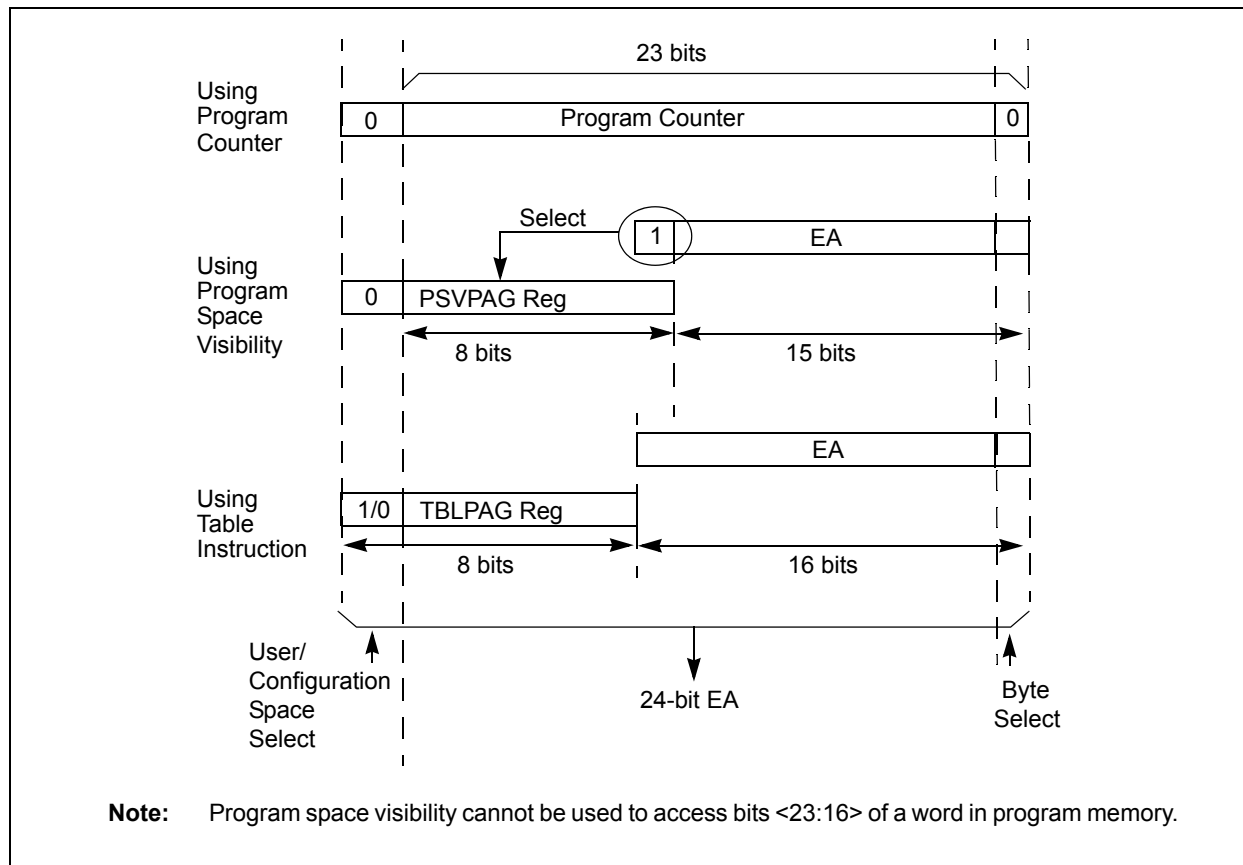 23 bits
Using
Program
Counter
0
Program Counter
0
Select
1
EA
Using
Program
Space
Visibility
0
PSVPAG Reg
8 bits
15 bits
EA
Using
Table
Instruction
1/0
TBLPAG Reg
8 bits
16 bits
User/
Configuration
Space
Select
24-bit EA
Byte
Select
Note: Program space visibility cannot be used to access bits <23:16> of a word in program memory.